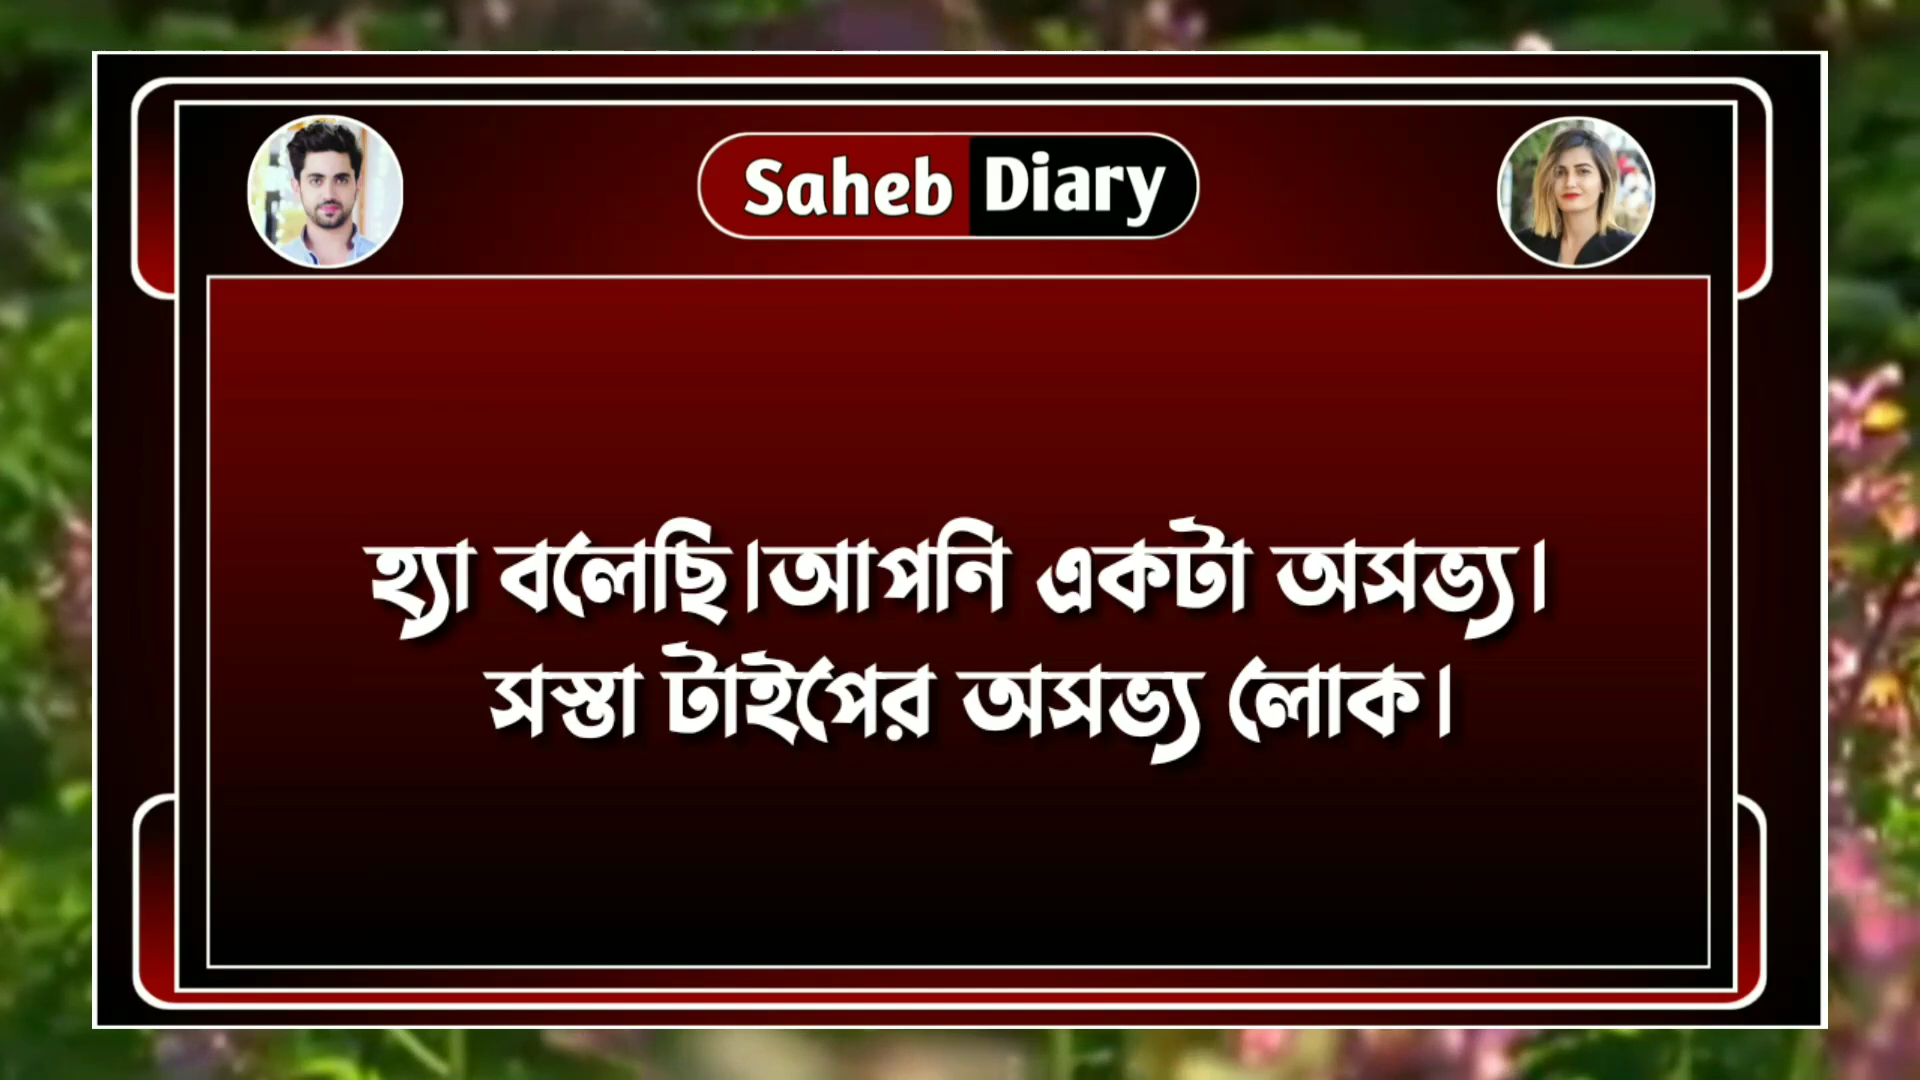 Saheb Diary
হ্যা বলেছি।আপনি একটা অসভ্য।
সস্তা টাইপের অসভ্য লোক।